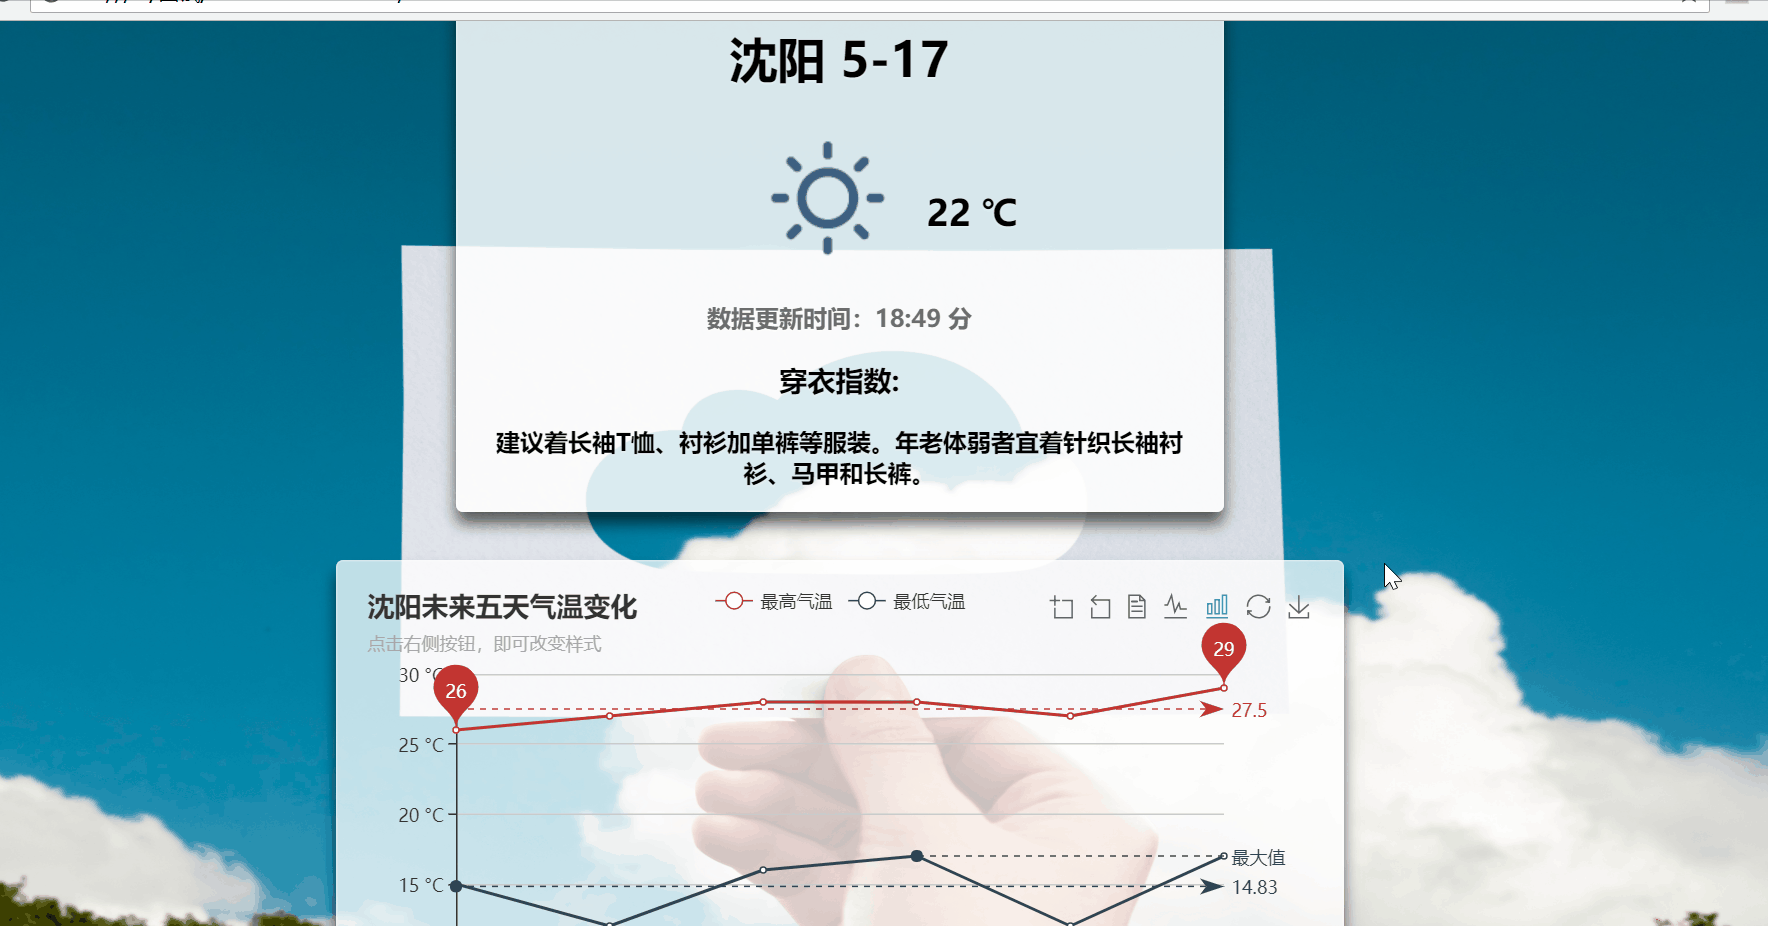 沈阳 5-17
22 ℃
数据更新时间：18:49 分
穿衣指数:
建议着长袖T恤、衬衫加单裤等服装。年老体弱者宜着针织长袖衬
衫、马甲和长裤。
沈阳未来五天气温变化
最高气温 最低气温
点击右侧按钮，即可改变样式
29
30 °C
26
27.5
25 °C
20 °C
最大值
15 °C
14.83